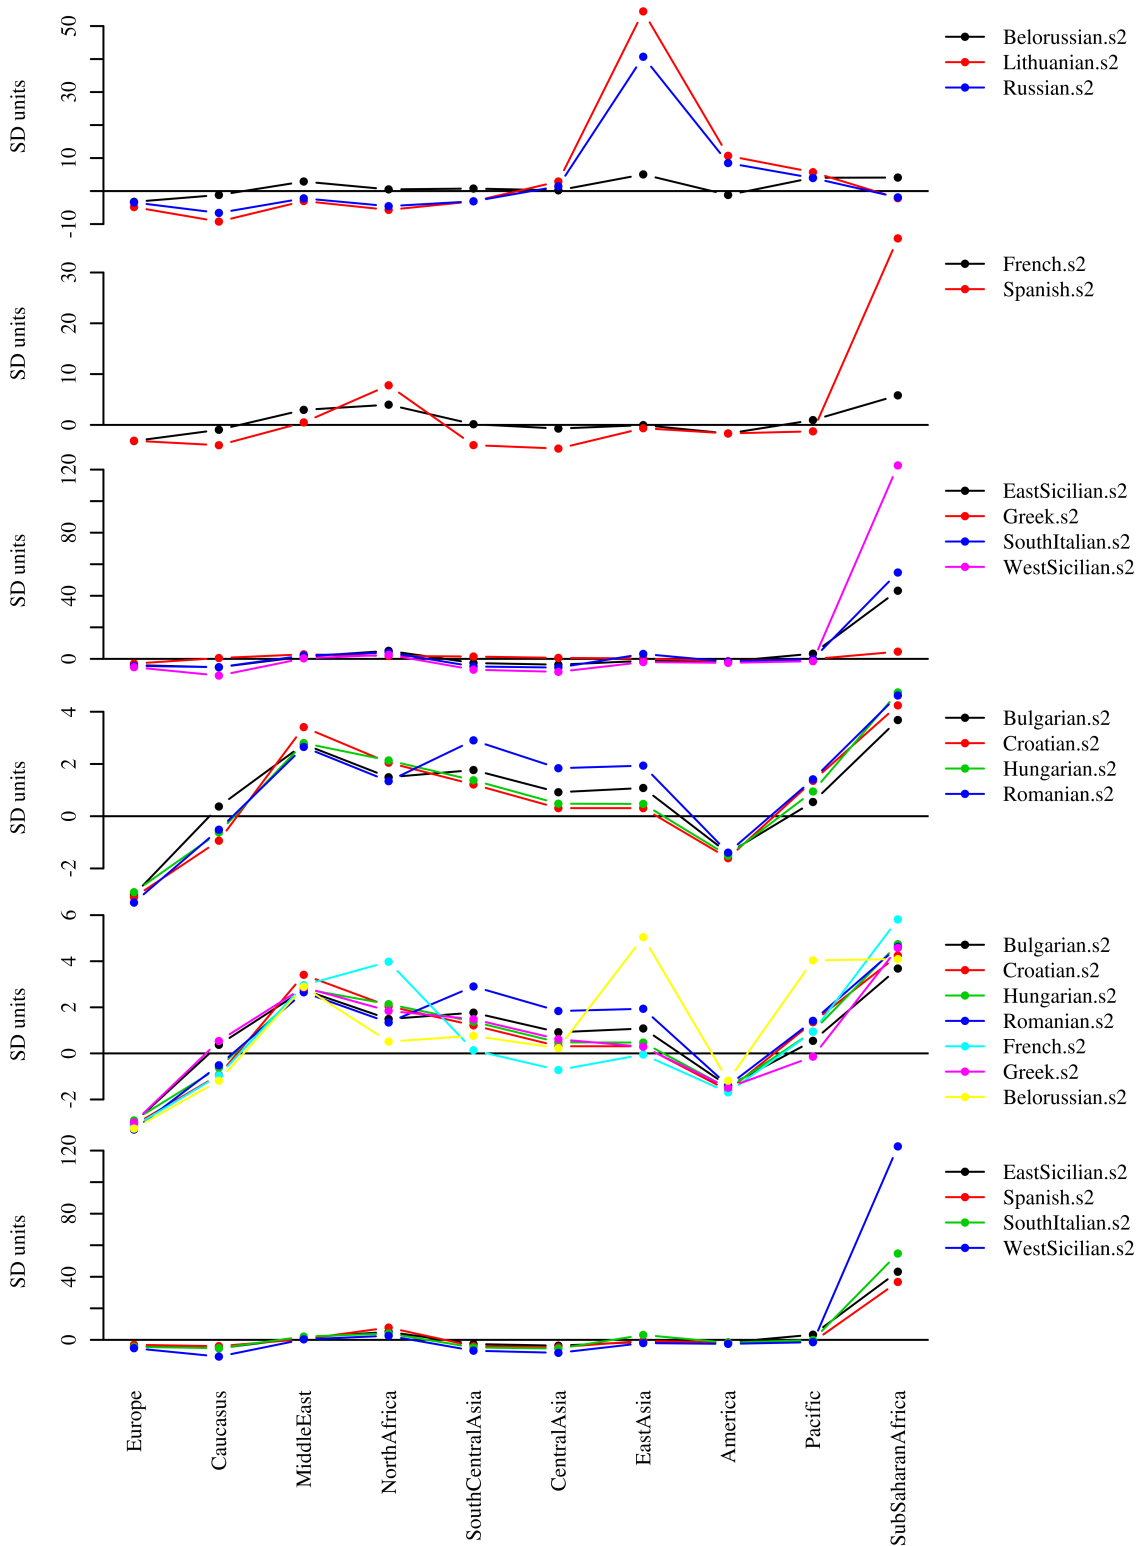 SD units
50
30
10
-10
Belorussian.s2
Lithuanian.s2
Russian.s2
SD units
30
20
10
0
French.s2
Spanish.s2
SD units
120
80
40
0
EastSicilian.s2
Greek.s2
SouthItalian.s2
WestSicilian.s2
SD units
4
2
0
-2
Bulgarian.s2
Croatian.s2
Hungarian.s2
Romanian.s2
SD units
6
4
2
0
-2
Bulgarian.s2
Croatian.s2
Hungarian.s2
Romanian.s2
French.s2
Greek.s2
Belorussian.s2
SD units
120
80
40
0
EastSicilian.s2
Spanish.s2
SouthItalian.s2
WestSicilian.s2
Europe
Caucasus
MiddleEast
NorthAfrica
SouthCentralAsia
CentralAsia
EastAsia
America
Pacific
SubSaharanAfrica